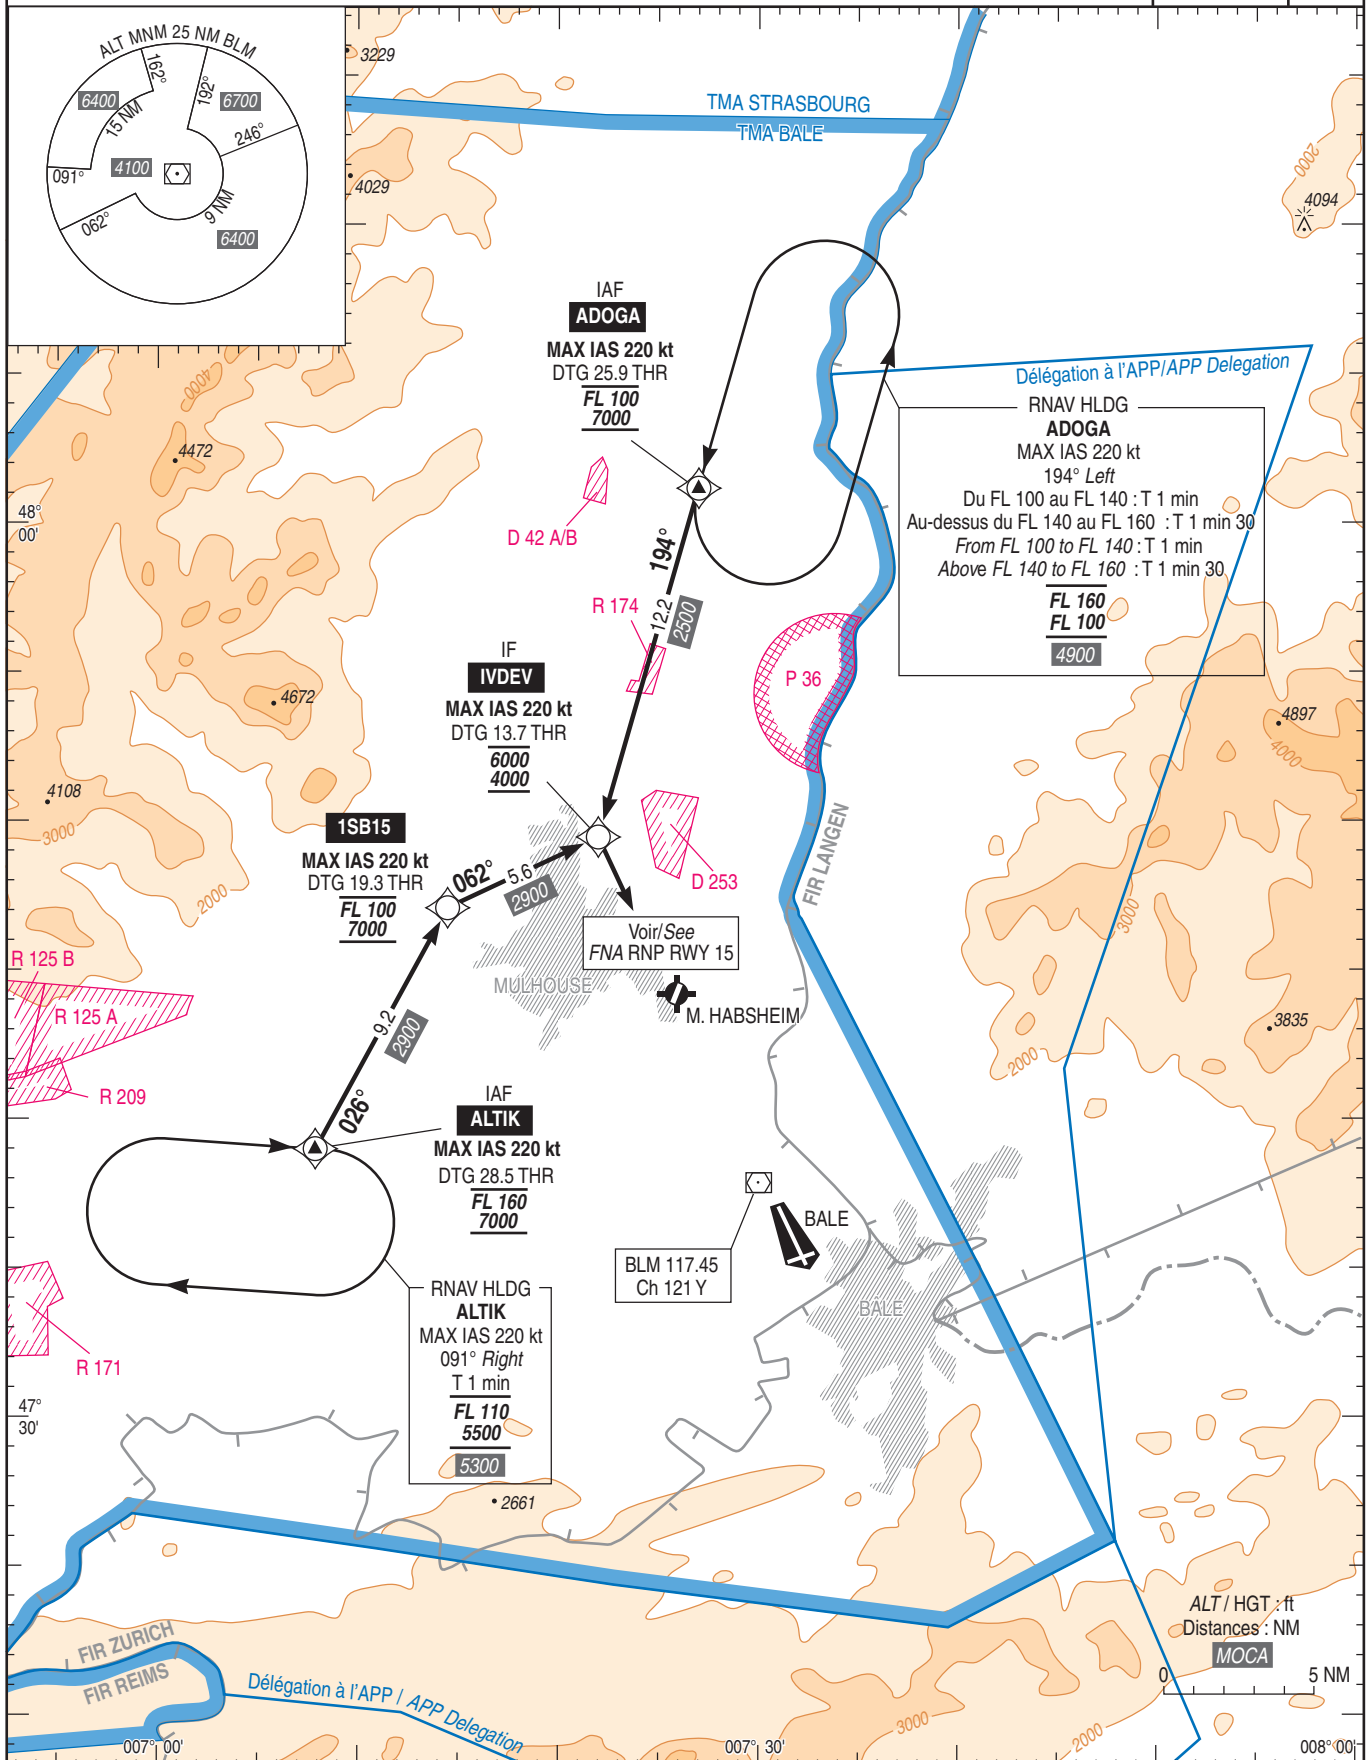 ALT MNM 25 NM BLM
162°
192°
6400
6700
15 NM
246°
4100
091°
062°
9 NM
6400
3229
TMA STRASBOURG
TMA BALE
2000
4029
4094
IAF
ADOGA
MAX IAS 220 kt
DTG 25.9 THR
FL 100
7000
4000
Délégation à l'APP/APP Delegation
RNAV HLDG
ADOGA
MAX IAS 220 kt
194° Left
Du FL 100 au FL 140 : T 1 min
Au-dessus du FL 140 au FL 160 : T 1 min 30
From FL 100 to FL 140 : T 1 min
Above FL 140 to FL 160 : T 1 min 30
FL 160
FL 100
4900
4472
48°
00'
D 42 A/B
194°
12.2
2500
R 174
P 36
IF
IVDEV
MAX IAS 220 kt
DTG 13.7 THR
6000
4000
4672
4897
4000
4108
3000
1SB15
MAX IAS 220 kt
DTG 19.3 THR
FL 100
7000
062°
5.6
2900
D 253
FIR LANGEN
2000
3000
Voir/See
FNA RNP RWY 15
R 125 B
R 125 A
MULHOUSE
M. HABSHEIM
9.2
2900
3835
2000
R 209
026°
IAF
ALTIK
MAX IAS 220 kt
DTG 28.5 THR
FL 160
7000
BALE
BLM 117.45
Ch 121 Y
BALE
RNAV HLDG
ALTIK
MAX IAS 220 kt
091° Right
T 1 min
FL 110
5500
5300
R 171
47°
30'
2661
ALT / HGT : ft
Distances : NM
MOCA
0
5 NM
FIR ZURICH
FIR REIMS
Délégation à l'APP / APP Delegation
3000
2000
007° 00'
007° 30'
008° 00'